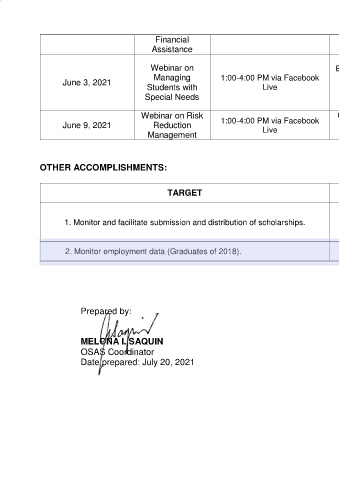 Financial
Assistance
June 3, 2021
Webinar on
Managing
Students with
Special Needs
1:00-4:00 PM via Facebook
Live
June 9, 2021
Webinar on Risk
Reduction
Management
1:00-4:00 PM via Facebook
Live
OTHER ACCOMPLISHMENTS:
TARGET
1. Monitor and facilitate submission and distribution of scholarships.
2. Monitor employment data (Graduates of 2018).
Prepared by:
MELONA I. SAQUIN
OSAS Coordinator
Date prepared: July 20, 2021